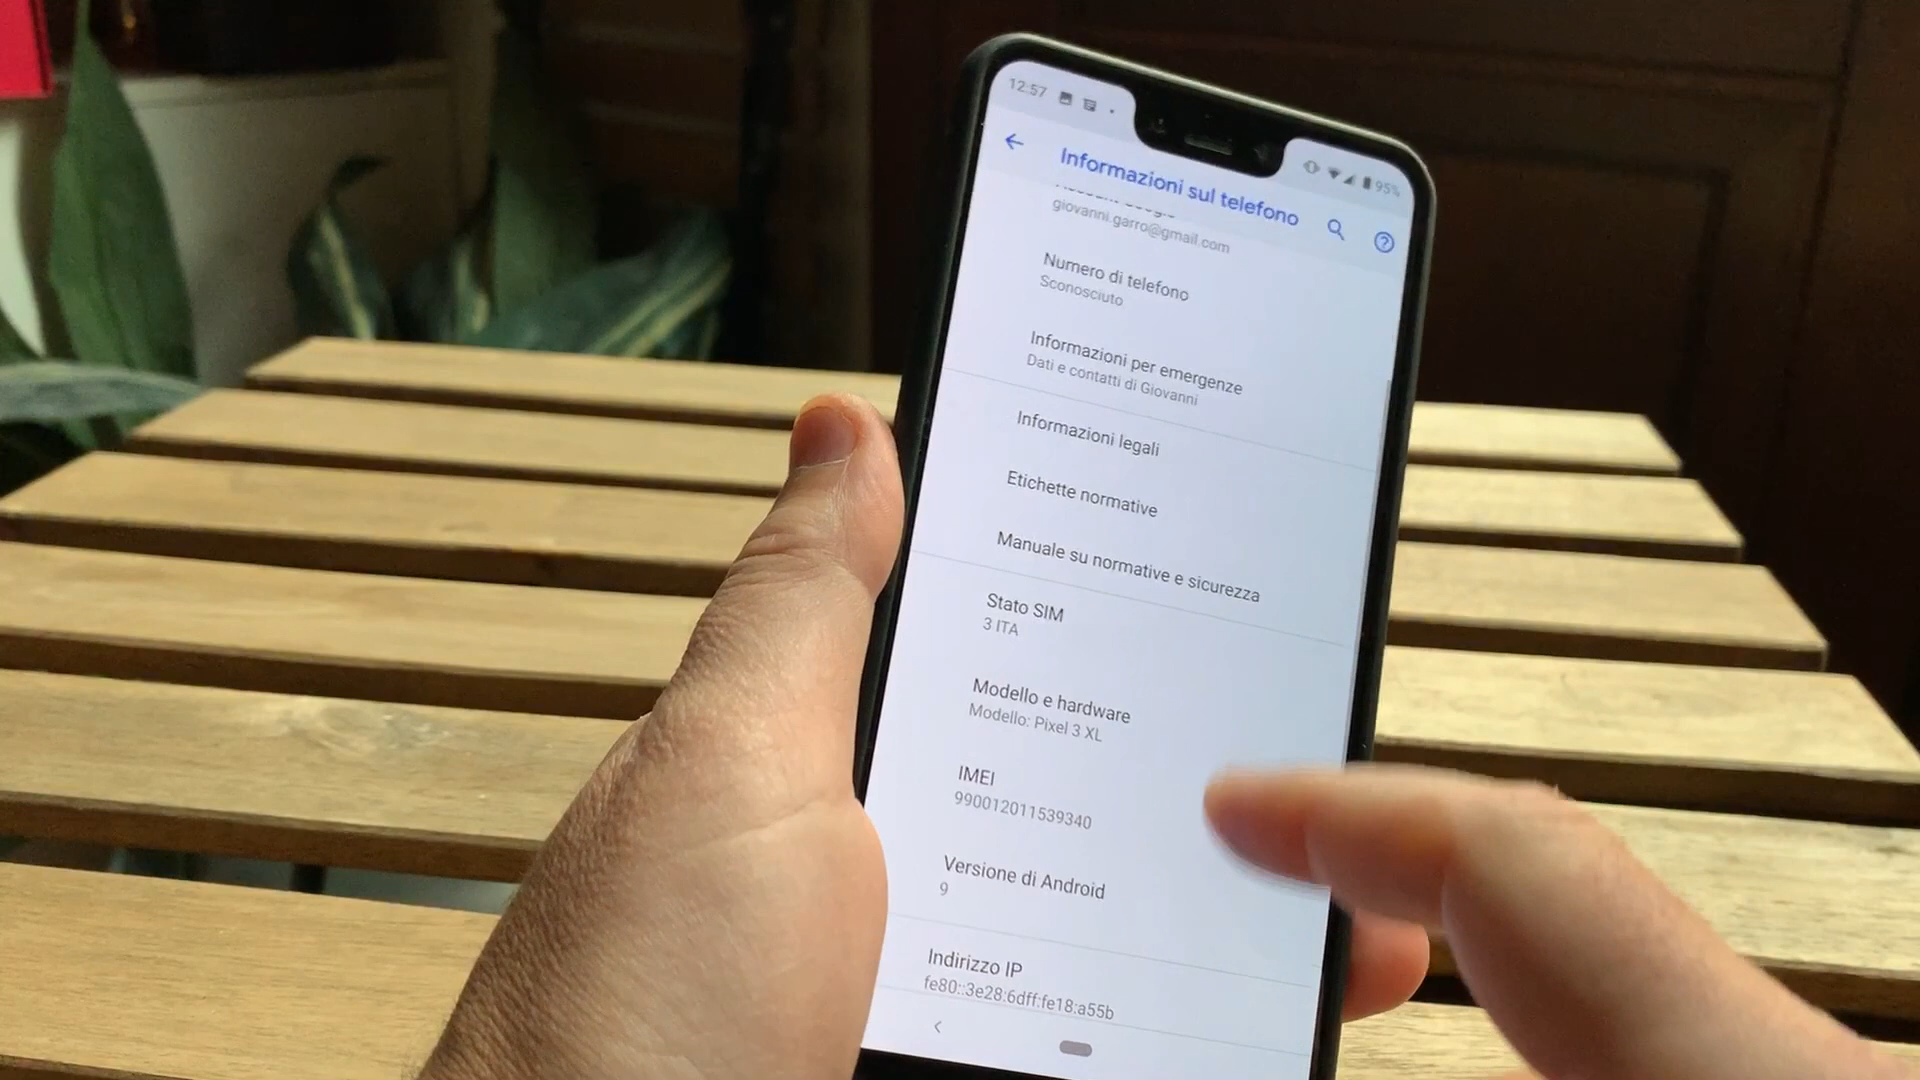 12:57
95%
Informazioni sul telefono
giovanni.garro@gmail.com
Numero di telefono
Sconosciuto
Informazioni per emergenze
Dati e contatti di Giovanni
Informazioni legali
Etichette normative
Manuale su normative e sicurezza
Stato SIM
3 ITA
Modello e hardware
Modello: Pixel 3 XL
IMEI
990012011539340
Versione di Android
9
Indirizzo IP
fe80::3e28:6dff:fe18:a55b